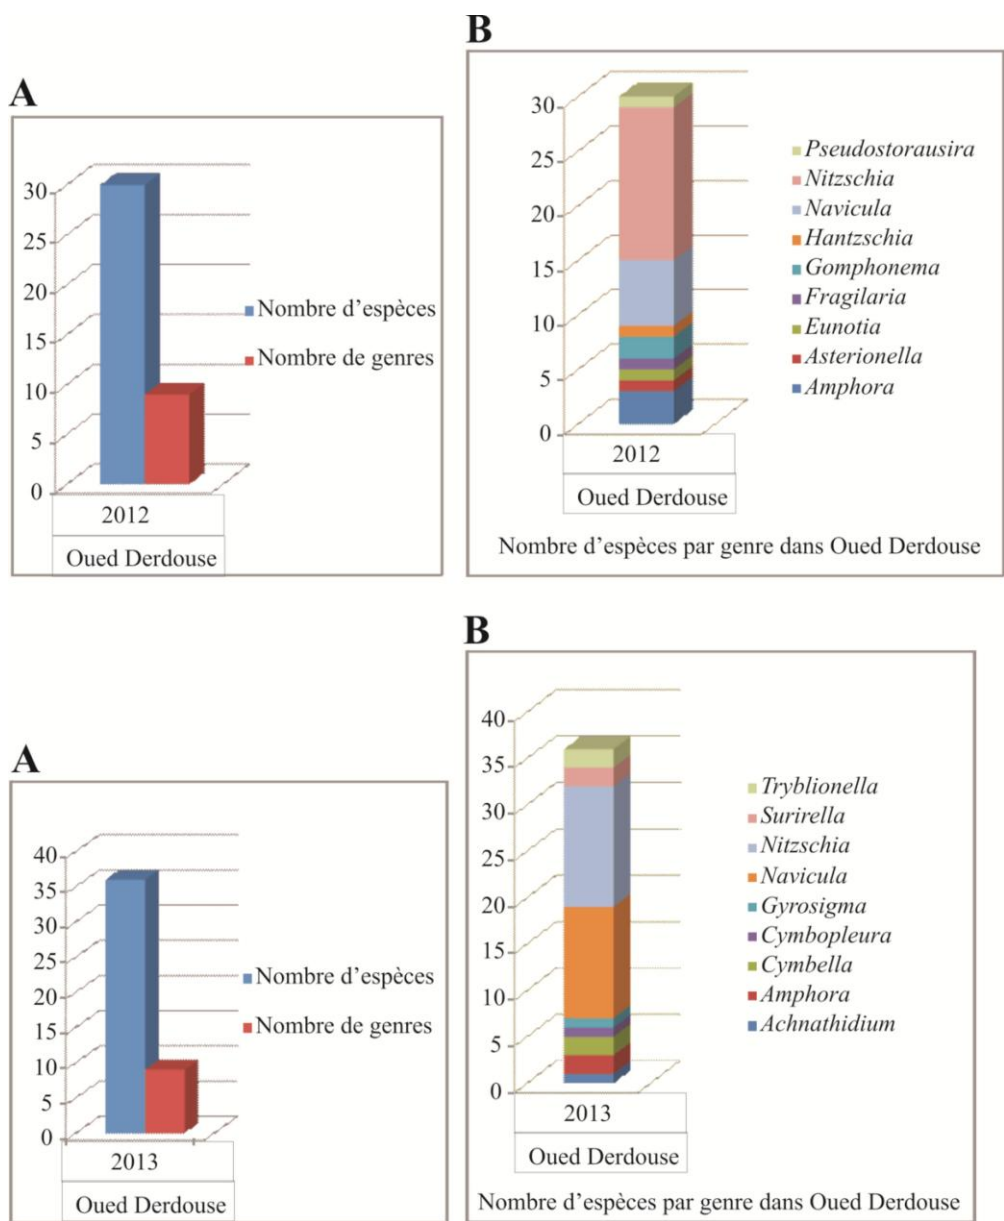 A
30
25
20
15
10
5
0
Nombre d'espèces
Nombre de genres
2012
Oued Derdouse
B
30
25
20
15
10
5
0
Pseudostorausira
Nitzschia
Navicula
Hantzschia
Gomphonema
Fragilaria
Eunotia
Asterionella
Amphora
2012
Oued Derdouse
Nombre d'espèces par genre dans Oued Derdouse
A
40
35
30
25
20
15
10
5
0
Nombre d'espèces
Nombre de genres
2013
Oued Derdouse
B
40
35
30
25
20
15
10
5
0
Tryblionella
Surirella
Nitzschia
Navicula
Gyrosigma
Cymbopleura
Cymbella
Amphora
Achnathidium
2013
Oued Derdouse
Nombre d'espèces par genre dans Oued Derdouse